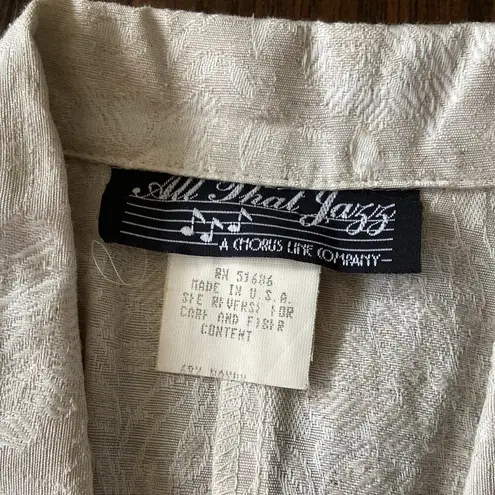 All That Jazz
A CHORUS LINE COMPANY
RN 51686
MADE IN U.S.A.
SEE REVERSE FOR
CARE AND FIBER
CONTENT